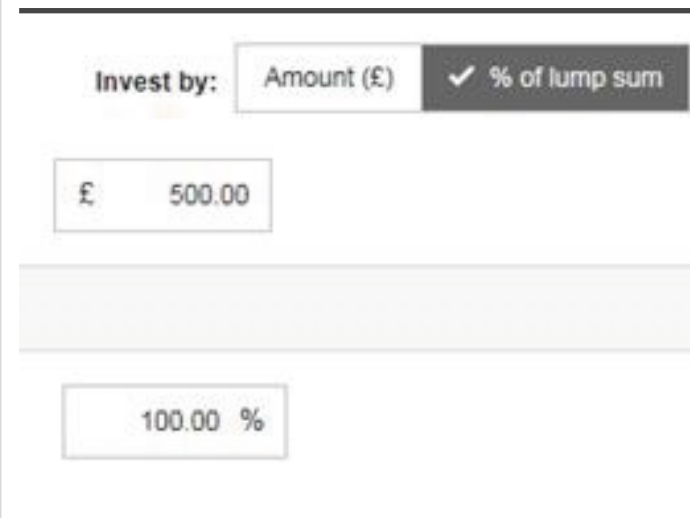 Invest by: Amount (£) ✓ % of lump sum
£ 500.00
100.00 %